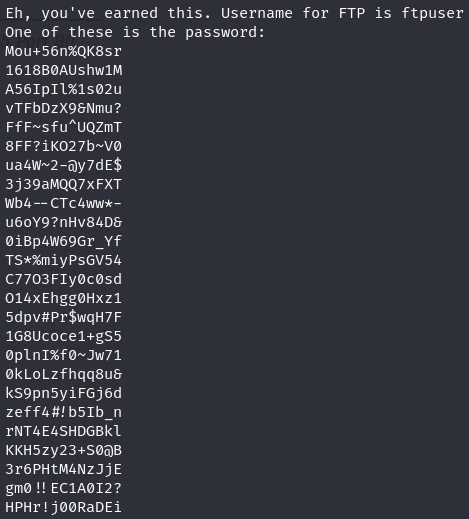 Eh, you've earned this. Username for FTP is ftpuser
One of these is the password:
Mou+56n%QK8sr
1618B0AUshw1M
A56IpIl%1s02u
vTFbDzX9&Nmu?
FfF~sfu^UQZmT
8FF?iKO27b~V0
ua4W~2-@y7dE$
3j39aMQQ7xFXT
Wb4--CTc4ww*-
u6oY9?nHv84D&
0iBp4W69Gr_Yf
TS*%miyPsGV54
C77O3FIy0c0sd
O14xEhgg0Hxz1
5dpv#Pr$wqH7F
1G8Ucoce1+gS5
0plnI%f0~Jw71
0kLoLzfhqq8u&
kS9pn5yiFGj6d
zeff4#!b5Ib_n
rNT4E4SHDGBkl
KKH5zy23+S0@B
3r6PHtM4NzJjE
gm0!!EC1A0I2?
HPHr!j00RaDEi